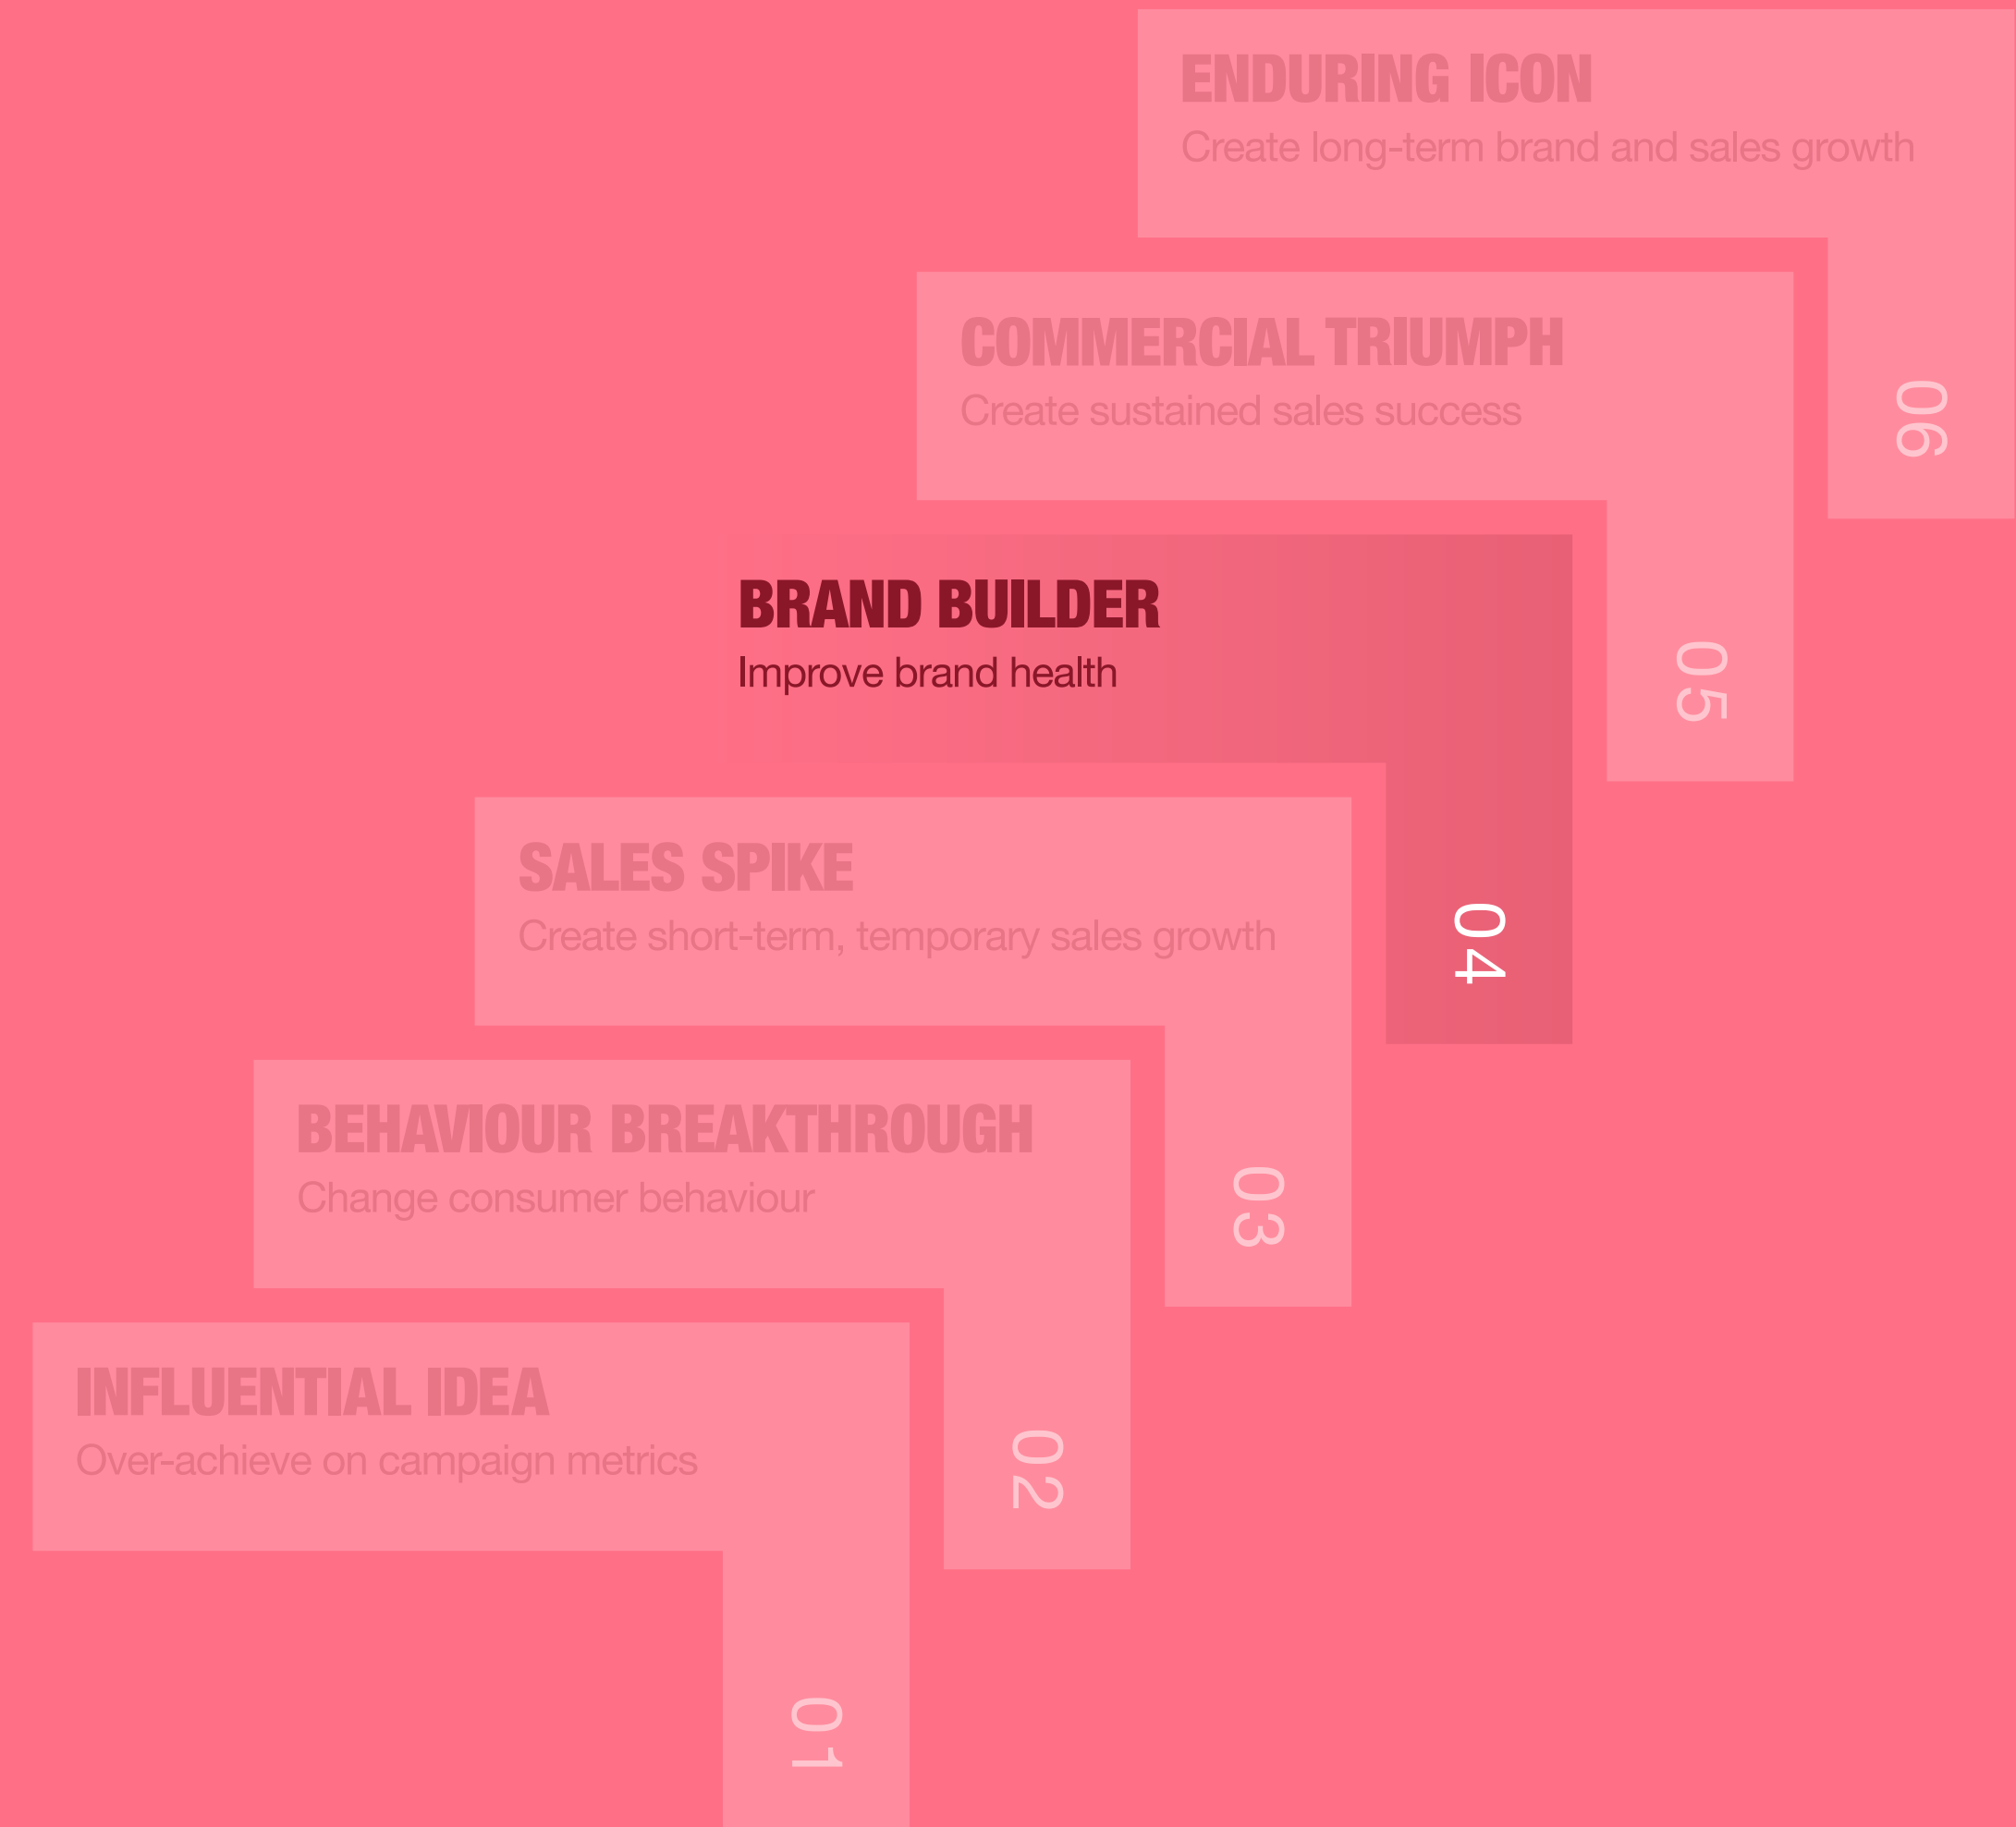 ENDURING ICON
Create long-term brand and sales growth
06
COMMERCIAL TRIUMPH
Create sustained sales success
05
BRAND BUILDER
Improve brand health
04
SALES SPIKE
Create short-term, temporary sales growth
03
BEHAVIOUR BREAKTHROUGH
Change consumer behaviour
02
INFLUENTIAL IDEA
Over-achieve on campaign metrics
01